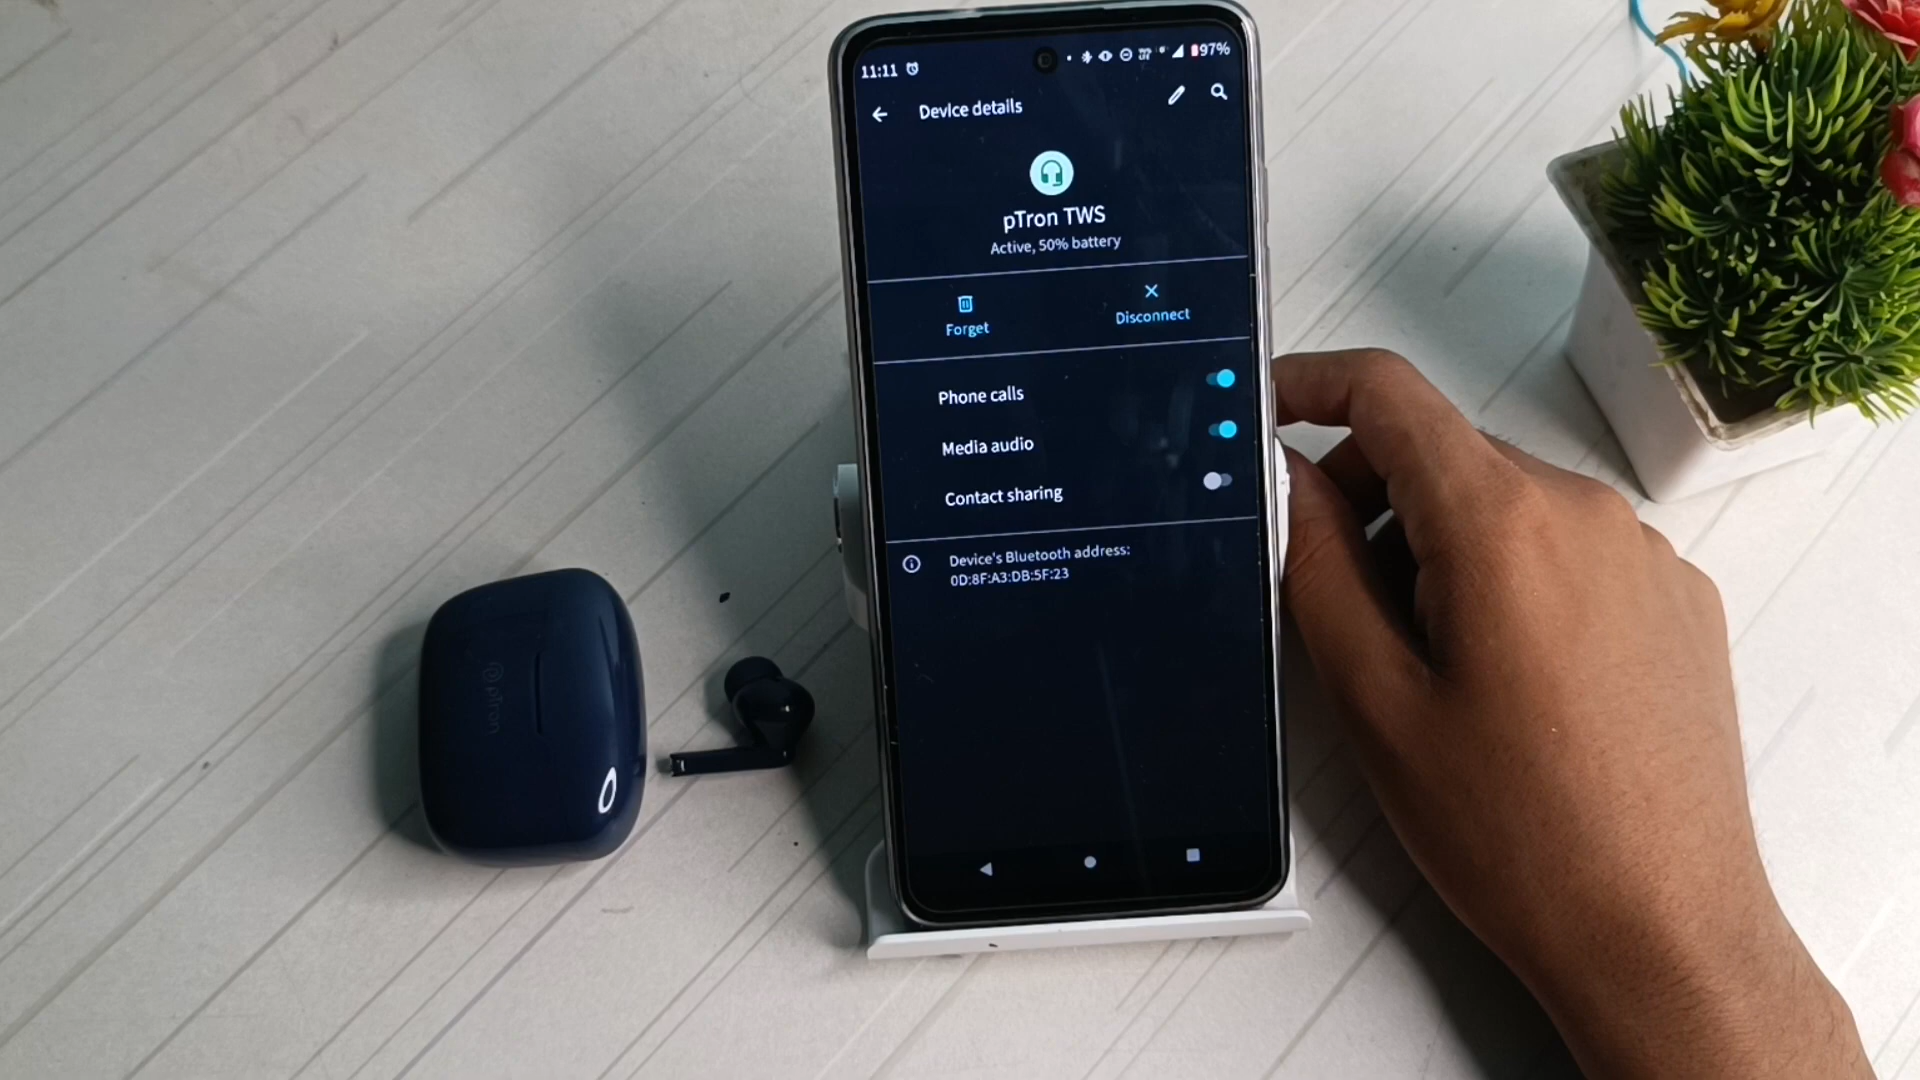 11:11
97%
Device details
pTron TWS
Active, 50% battery
Forget
Disconnect
Phone calls
Media audio
Contact sharing
Device's Bluetooth address:
0D:8F:A3:DB:5F:23
pTron